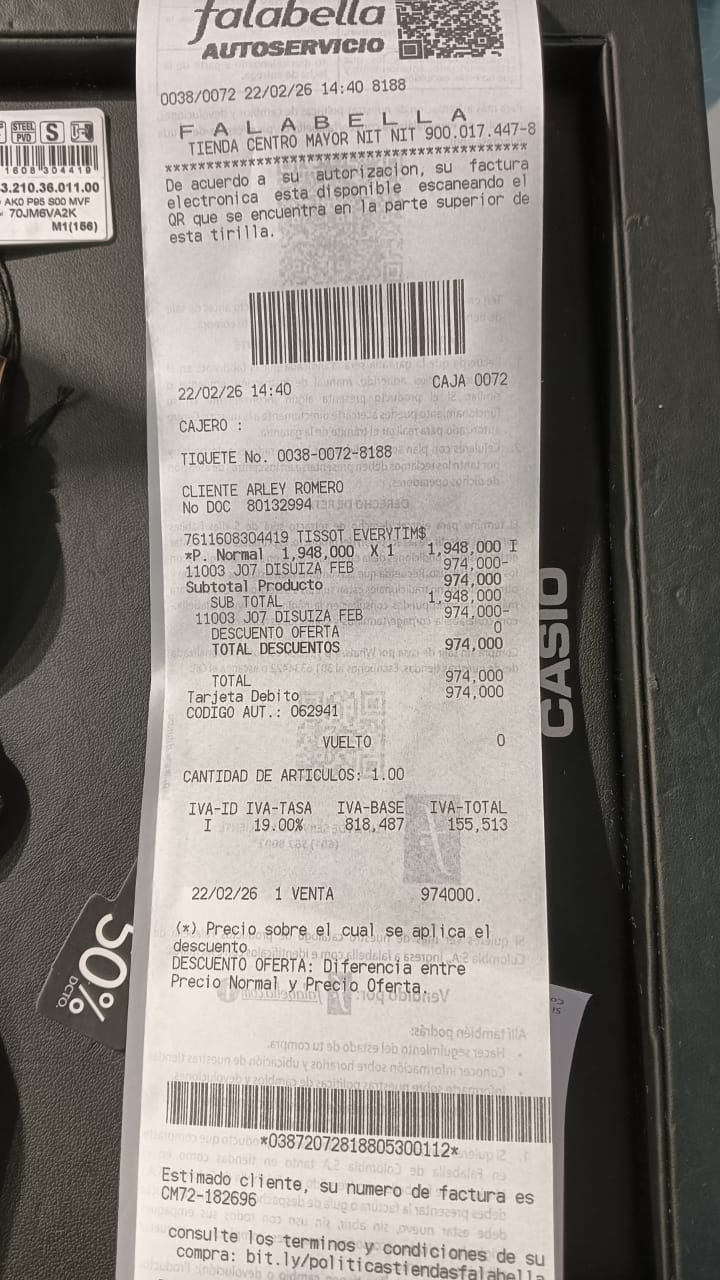 falabella
AUTOSERVICIO
0038/0072 22/02/26 14:40 8188
F A L A B E L L A
TIENDA CENTRO MAYOR NIT NIT 900.017.447-8
******************************************
De acuerdo a su autorizacion, su factura
electronica esta disponible escaneando el
QR que se encuentra en la parte superior de
esta tirilla.
22/02/26 14:40 CAJA 0072
CAJERO :
TIQUETE No. 0038-0072-8188
CLIENTE ARLEY ROMERO
No DOC 80132994
7611608304419 TISSOT EVERYTIM$
*P. Normal 1,948,000 X 1 1,948,000 I
11003 J07 DISUIZA FEB 974,000-
Subtotal Producto 974,000
SUB TOTAL 1,948,000
11003 J07 DISUIZA FEB 974,000-
DESCUENTO OFERTA 0
TOTAL DESCUENTOS 974,000
TOTAL 974,000
Tarjeta Debito 974,000
CODIGO AUT.: 062941
VUELTO 0
CANTIDAD DE ARTICULOS: 1.00
IVA-ID IVA-TASA IVA-BASE IVA-TOTAL
I 19.00% 818,487 155,513
22/02/26 1 VENTA 974000.
(*) Precio sobre el cual se aplica el
descuento
DESCUENTO OFERTA: Diferencia entre
Precio Normal y Precio Oferta.
*03872072818805300112*
Estimado cliente, su numero de factura es
CM72-182696
consulte los terminos y condiciones de su
compra: bit.ly/politicastiendasfalabell
STEEL
PVD
S
1608 304419
3.210.36.011.00
AK0 P95 S00 MVF
70JM6VA2K
M1(156)
CASIO
50%
DCTO.